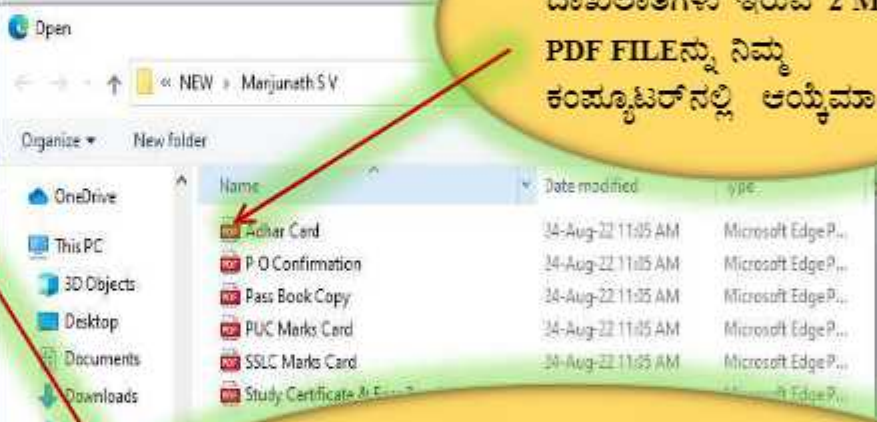 PDF FILEನ್ನು ನಿಮ್ಮ
ಕಂಪ್ಯೂಟರ್‌ನಲ್ಲಿ ಆಯ್ಕೆಮಾ
Open
« NEW › Manjunath S V
Organize New folder
Name Date modified
OneDrive
This PC
3D Objects
Desktop
Documents
Downloads
Adhar Card 24-Aug-22 11:05 AM Microsoft Edge P...
P O Confirmation 24-Aug-22 11:05 AM Microsoft Edge P...
Pass Book Copy 24-Aug-22 11:05 AM Microsoft Edge P...
PUC Marks Card 24-Aug-22 11:05 AM Microsoft Edge P...
SSLC Marks Card 24-Aug-22 11:05 AM Microsoft Edge P...
Study Certificate &